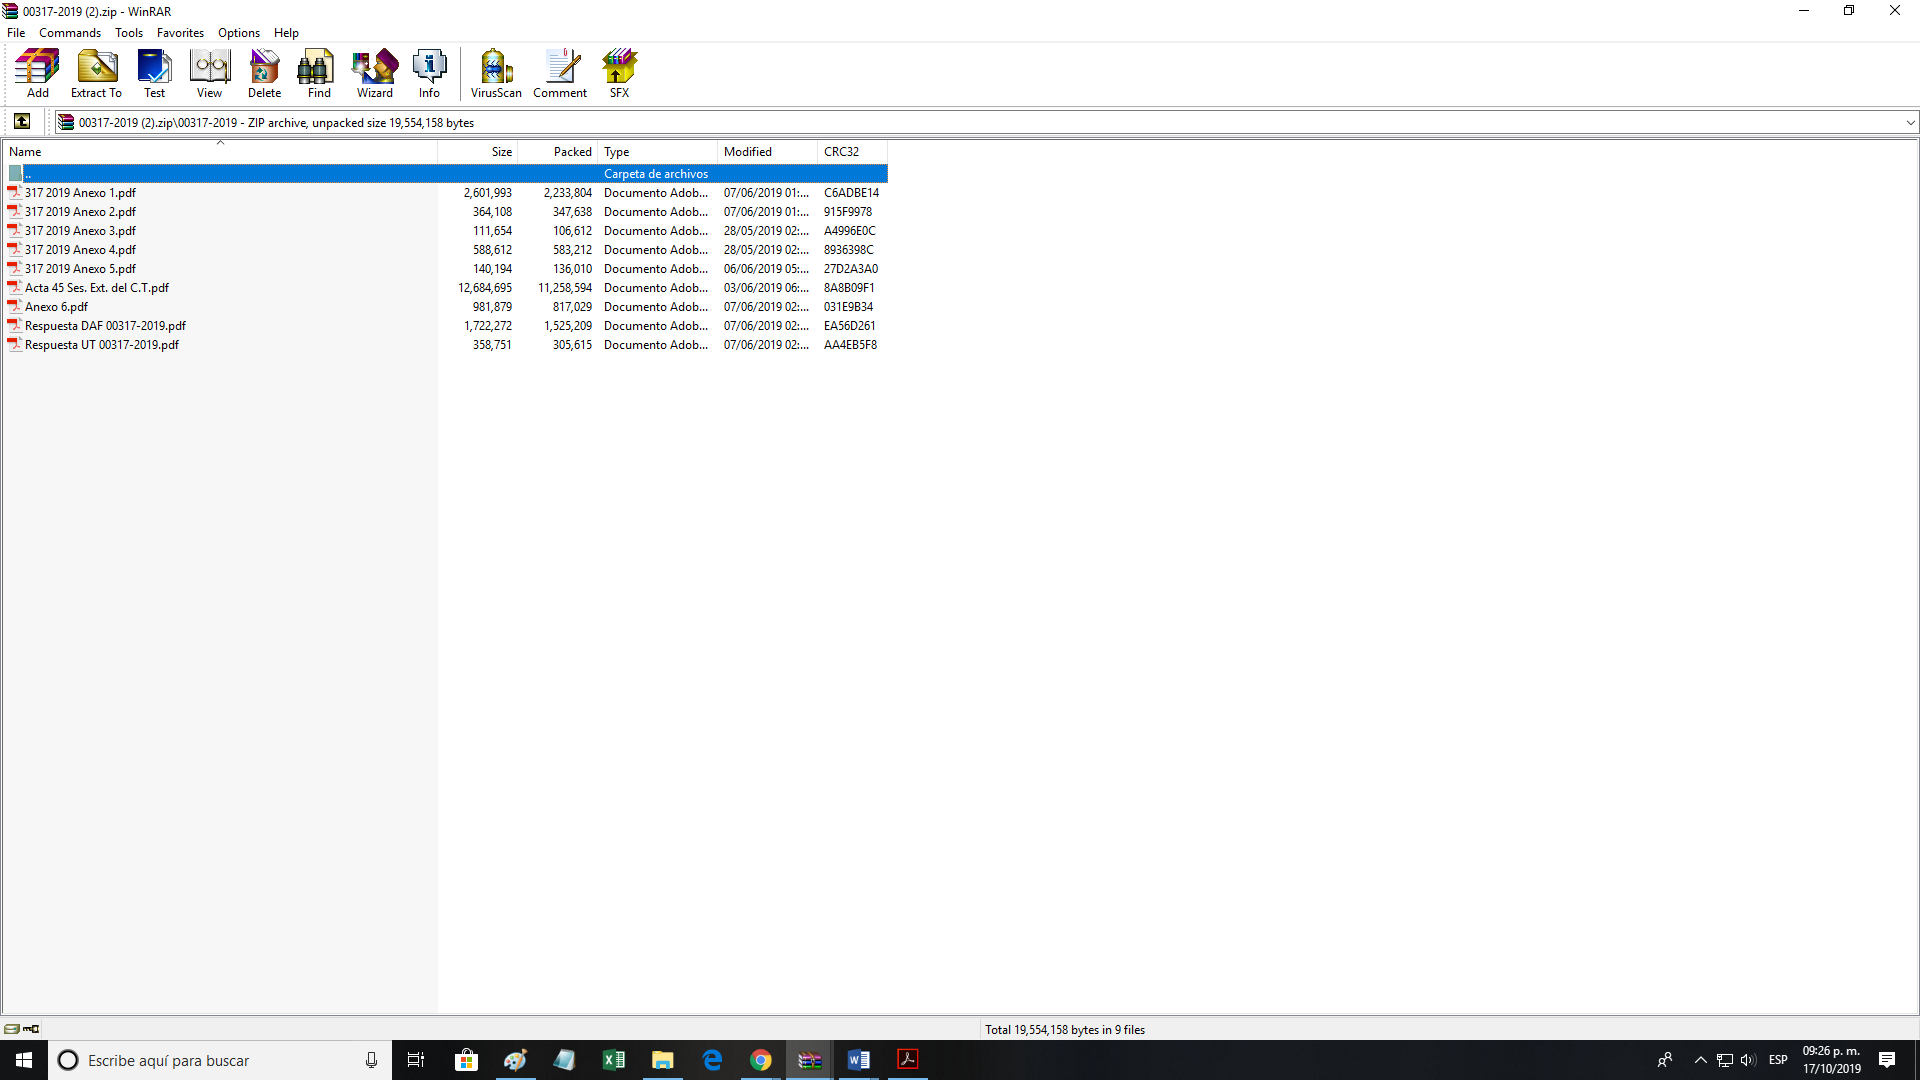 00317-2019 (2).zip - WinRAR
File Commands Tools Favorites Options Help
Add Extract To Test View Delete Find Wizard Info VirusScan Comment SFX
00317-2019 (2).zip\00317-2019 - ZIP archive, unpacked size 19,554,158 bytes
Name Size Packed Type Modified CRC32
.. Carpeta de archivos
317 2019 Anexo 1.pdf 2,601,993 2,233,804 Documento Adob... 07/06/2019 01:... C6ADBE14
317 2019 Anexo 2.pdf 364,108 347,638 Documento Adob... 07/06/2019 01:... 915F9978
317 2019 Anexo 3.pdf 111,654 106,612 Documento Adob... 28/05/2019 02:... A4996E0C
317 2019 Anexo 4.pdf 588,612 583,212 Documento Adob... 28/05/2019 02:... 8936398C
317 2019 Anexo 5.pdf 140,194 136,010 Documento Adob... 06/06/2019 05:... 27D2A3A0
Acta 45 Ses. Ext. del C.T.pdf 12,684,695 11,258,594 Documento Adob... 03/06/2019 06:... 8A8B09F1
Anexo 6.pdf 981,879 817,029 Documento Adob... 07/06/2019 02:... 031E9B34
Respuesta DAF 00317-2019.pdf 1,722,272 1,525,209 Documento Adob... 07/06/2019 02:... EA56D261
Respuesta UT 00317-2019.pdf 358,751 305,615 Documento Adob... 07/06/2019 02:... AA4EB5F8
Total 19,554,158 bytes in 9 files
Escribe aquí para buscar
ESP
09:26 p. m.
17/10/2019